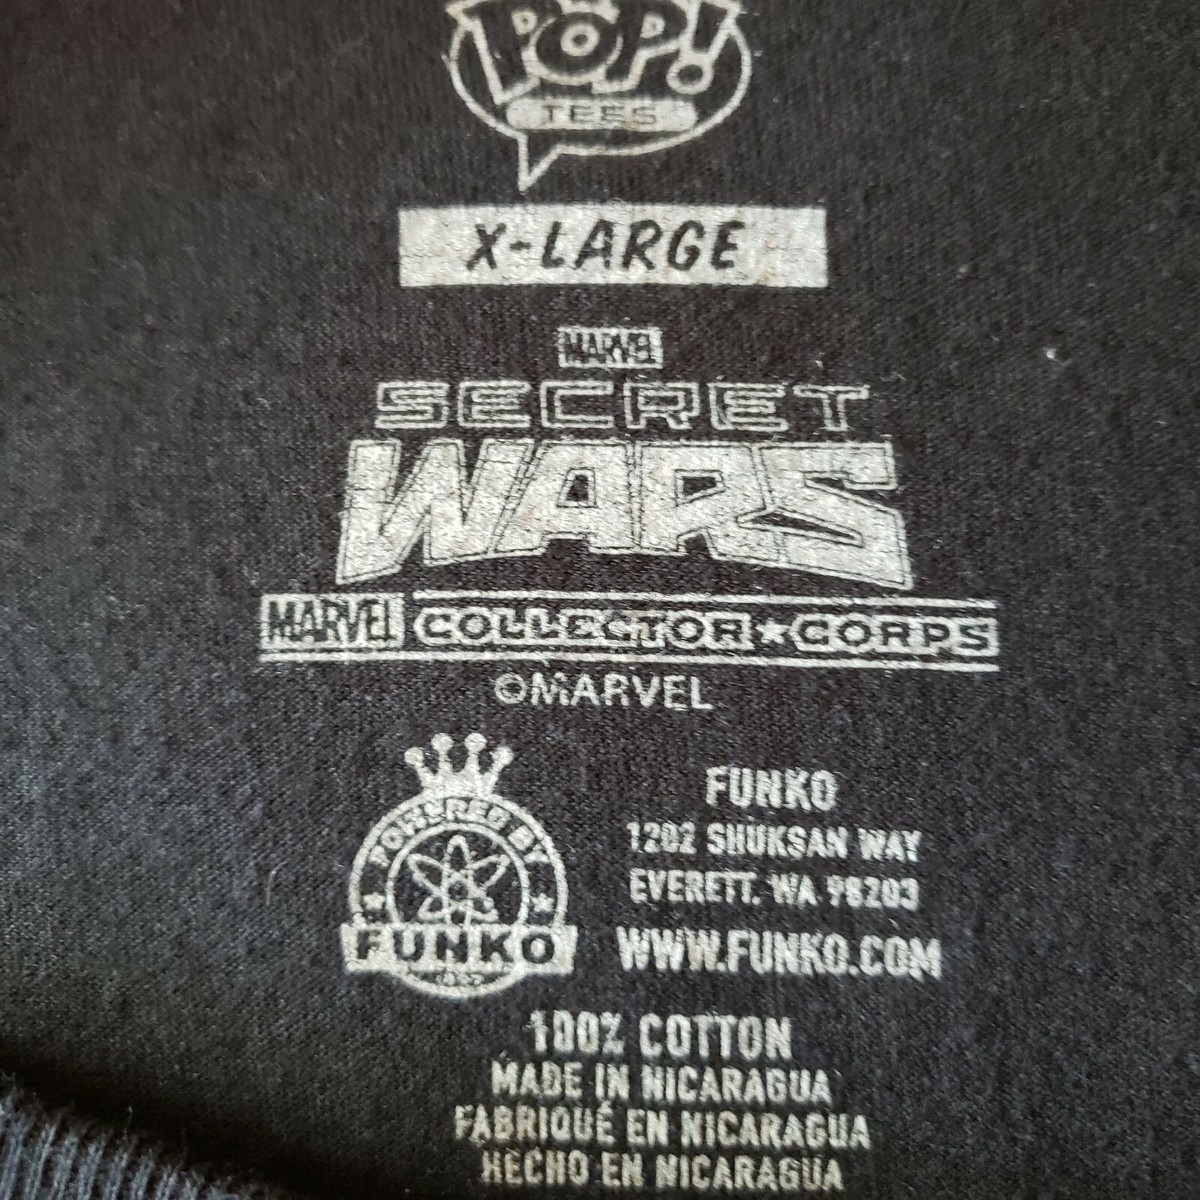 POP!
TEES
X-LARGE
MARVEL
SECRET
WARS
MARVEL COLLECTOR★CORPS
©MARVEL
POWERED BY
FUNKO
FUNKO
1202 SHUKSAN WAY
EVERETT, WA 98203
WWW.FUNKO.COM
100% COTTON
MADE IN NICARAGUA
FABRIQUÉ EN NICARAGUA
HECHO EN NICARAGUA